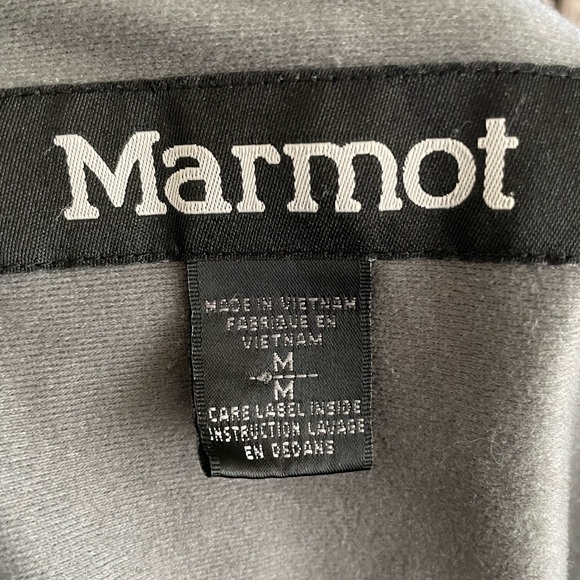 Marmot
MADE IN VIETNAM
FABRIQUE EN
VIETNAM
M
M
CARE LABEL INSIDE
INSTRUCTION LAVAGE
EN DEDANS